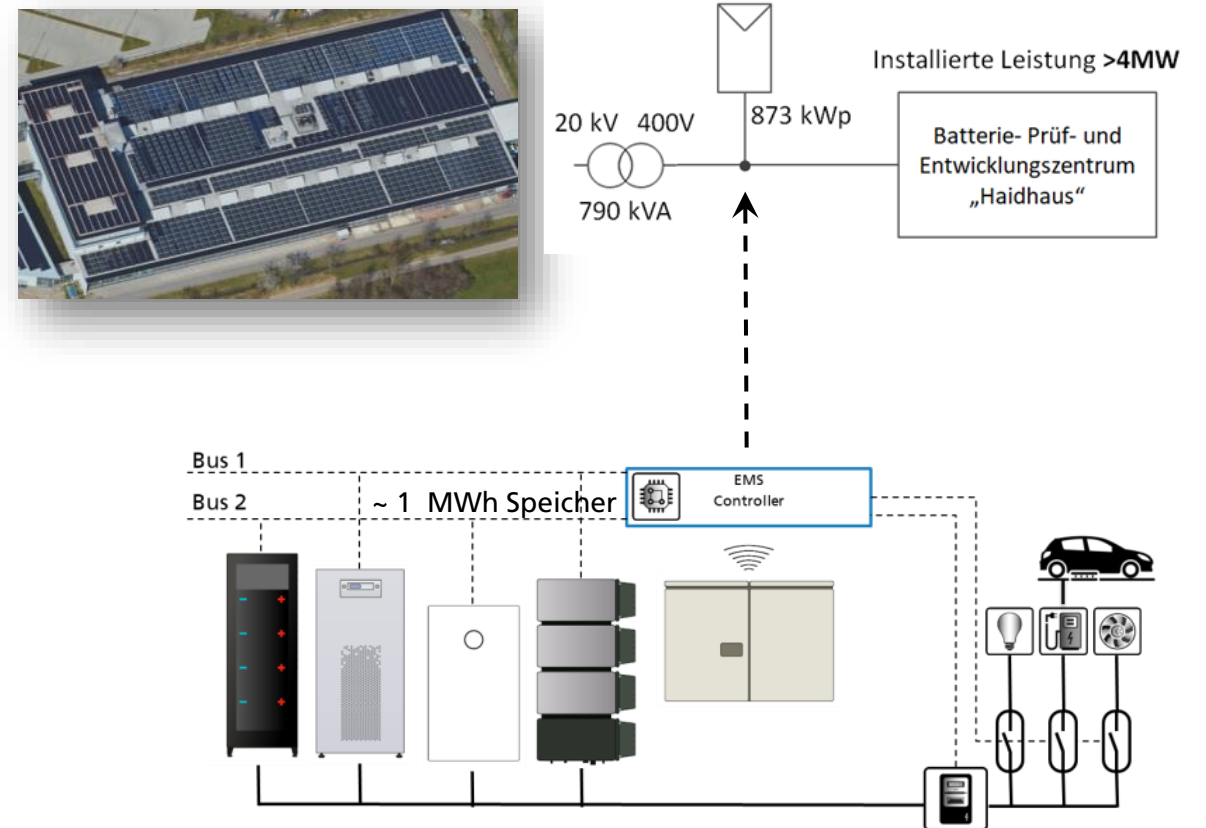 Installierte Leistung >4MW
20 kV 400V
873 kWp
790 kVA
Batterie- Prüf- und
Entwicklungszentrum
„Haidhaus“
Bus 1
Bus 2
~ 1 MWh Speicher
EMS
Controller